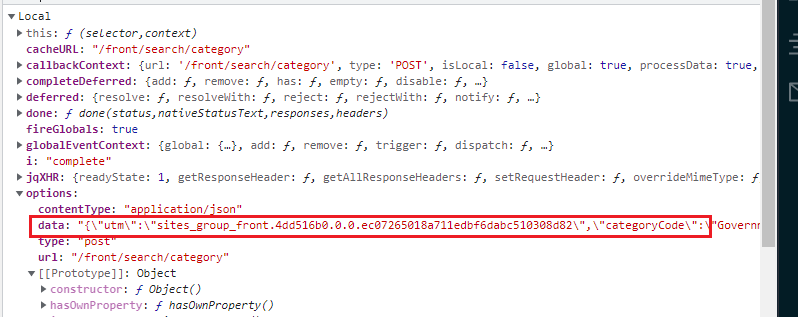 Local
this: ƒ (selector,context)
cacheURL: "/front/search/category"
callbackContext: {url: '/front/search/category', type: 'POST', isLocal: false, global: true, processData: true,
completeDeferred: {add: ƒ, remove: ƒ, has: ƒ, empty: ƒ, disable: ƒ, …}
deferred: {resolve: ƒ, resolveWith: ƒ, reject: ƒ, rejectWith: ƒ, notify: ƒ, …}
done: ƒ done(status,nativeStatusText,responses,headers)
fireGlobals: true
globalEventContext: {global: {…}, add: ƒ, remove: ƒ, trigger: ƒ, dispatch: ƒ, …}
i: "complete"
jqXHR: {readyState: 1, getResponseHeader: ƒ, getAllResponseHeaders: ƒ, setRequestHeader: ƒ, overrideMimeType: ƒ,
options:
contentType: "application/json"
data: "{\"utm\":\"sites_group_front.4dd516b0.0.0.ec07265018a711edbf6dabc510308d82\",\"categoryCode\":\"Governm
type: "post"
url: "/front/search/category"
[[Prototype]]: Object
constructor: ƒ Object()
hasOwnProperty: ƒ hasOwnProperty()